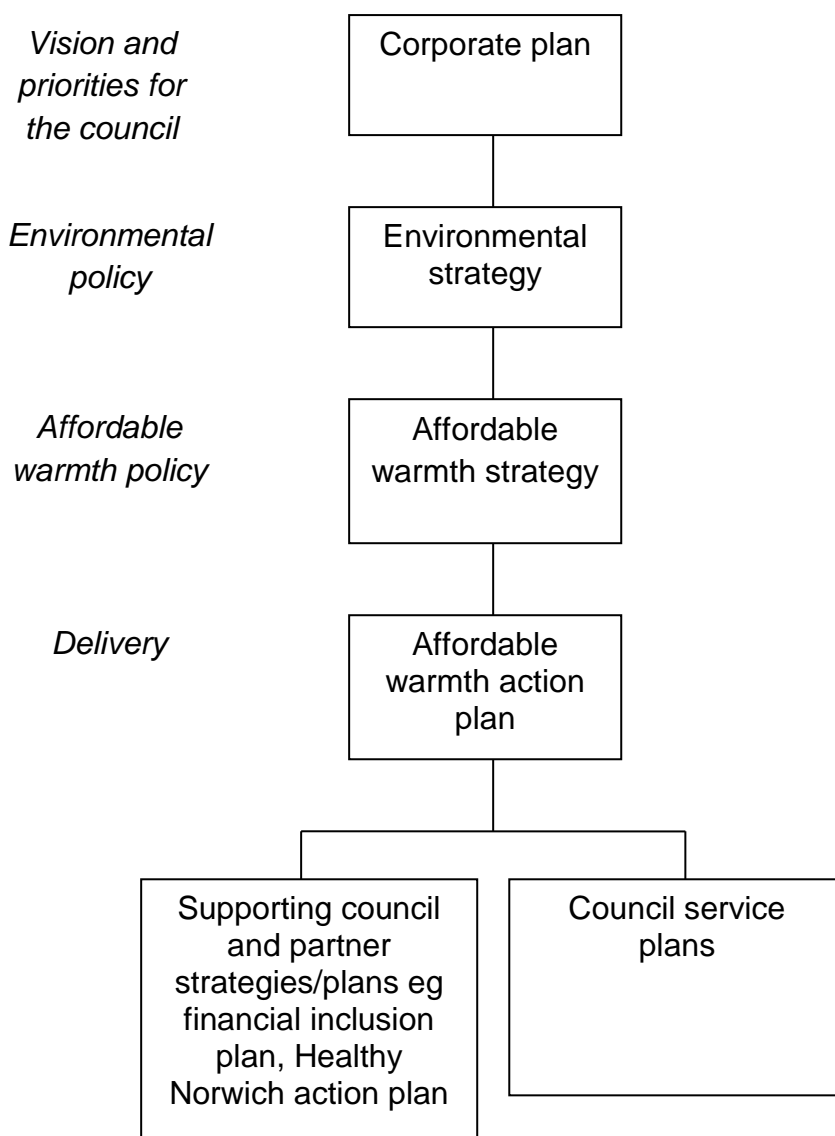 Vision and
priorities for
the council
Corporate plan
Environmental
policy
Environmental
strategy
Affordable
warmth policy
Affordable
warmth strategy
Delivery
Affordable
warmth action
plan
Supporting council
and partner
strategies/plans eg
financial inclusion
plan, Healthy
Norwich action plan
Council service
plans